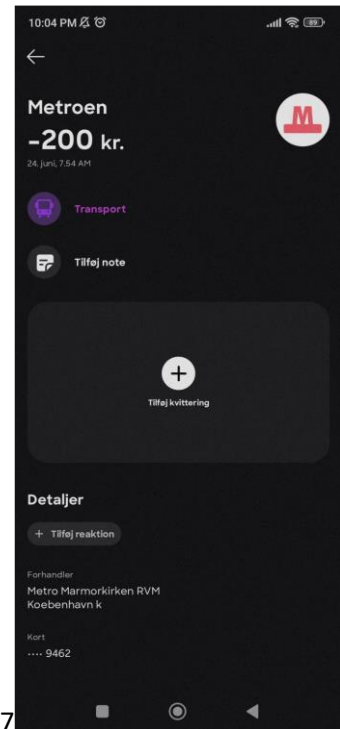 10:04 PM
89
Metroen
M
-200 kr.
24. juni, 7.54 AM
Transport
Tilføj note
Tilføj kvittering
Detaljer
+ Tilføj reaktion
Forhandler
Metro Marmorkirken RVM
Koebenhavn k
Kort
···· 9462
7